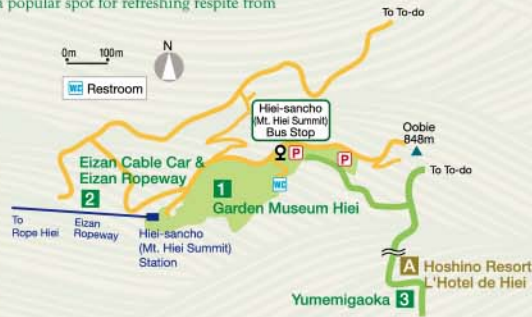 popular spot for refreshing respite from
To To-do
0m 100m
N
WC Restroom
Hiei-sancho
(Mt. Hiei Summit)
Bus Stop
P
P
Oobie
848m
To To-do
Eizan Cable Car &
Eizan Ropeway
2
1
WC
Garden Museum Hiei
To
Rope Hiei
Eizan
Ropeway
Hiei-sancho
(Mt. Hiei Summit)
Station
A Hoshino Resort
L'Hotel de Hiei
Yumemigaoka 3